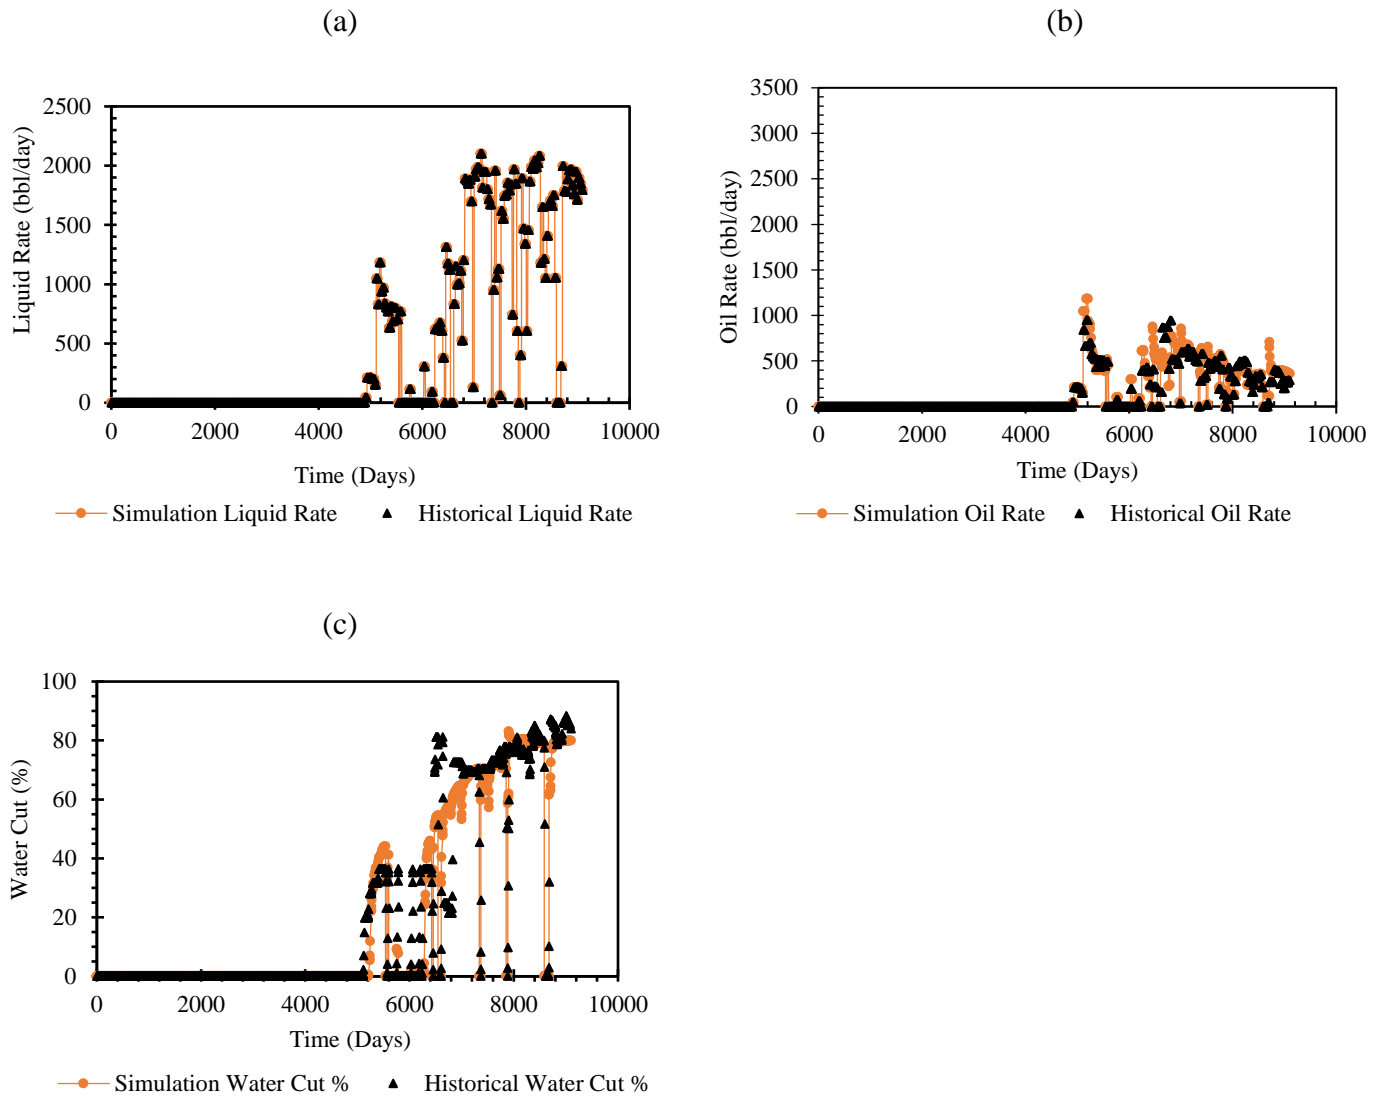 (a)
Liquid Rate (bbl/day)
2500
2000
1500
1000
500
0
0 2000 4000 6000 8000 10000
Time (Days)
Simulation Liquid Rate Historical Liquid Rate
(b)
Oil Rate (bbl/day)
3500
3000
2500
2000
1500
1000
500
0
0 2000 4000 6000 8000 10000
Time (Days)
Simulation Oil Rate Historical Oil Rate
(c)
Water Cut (%)
100
80
60
40
20
0
0 2000 4000 6000 8000 10000
Time (Days)
Simulation Water Cut % Historical Water Cut %